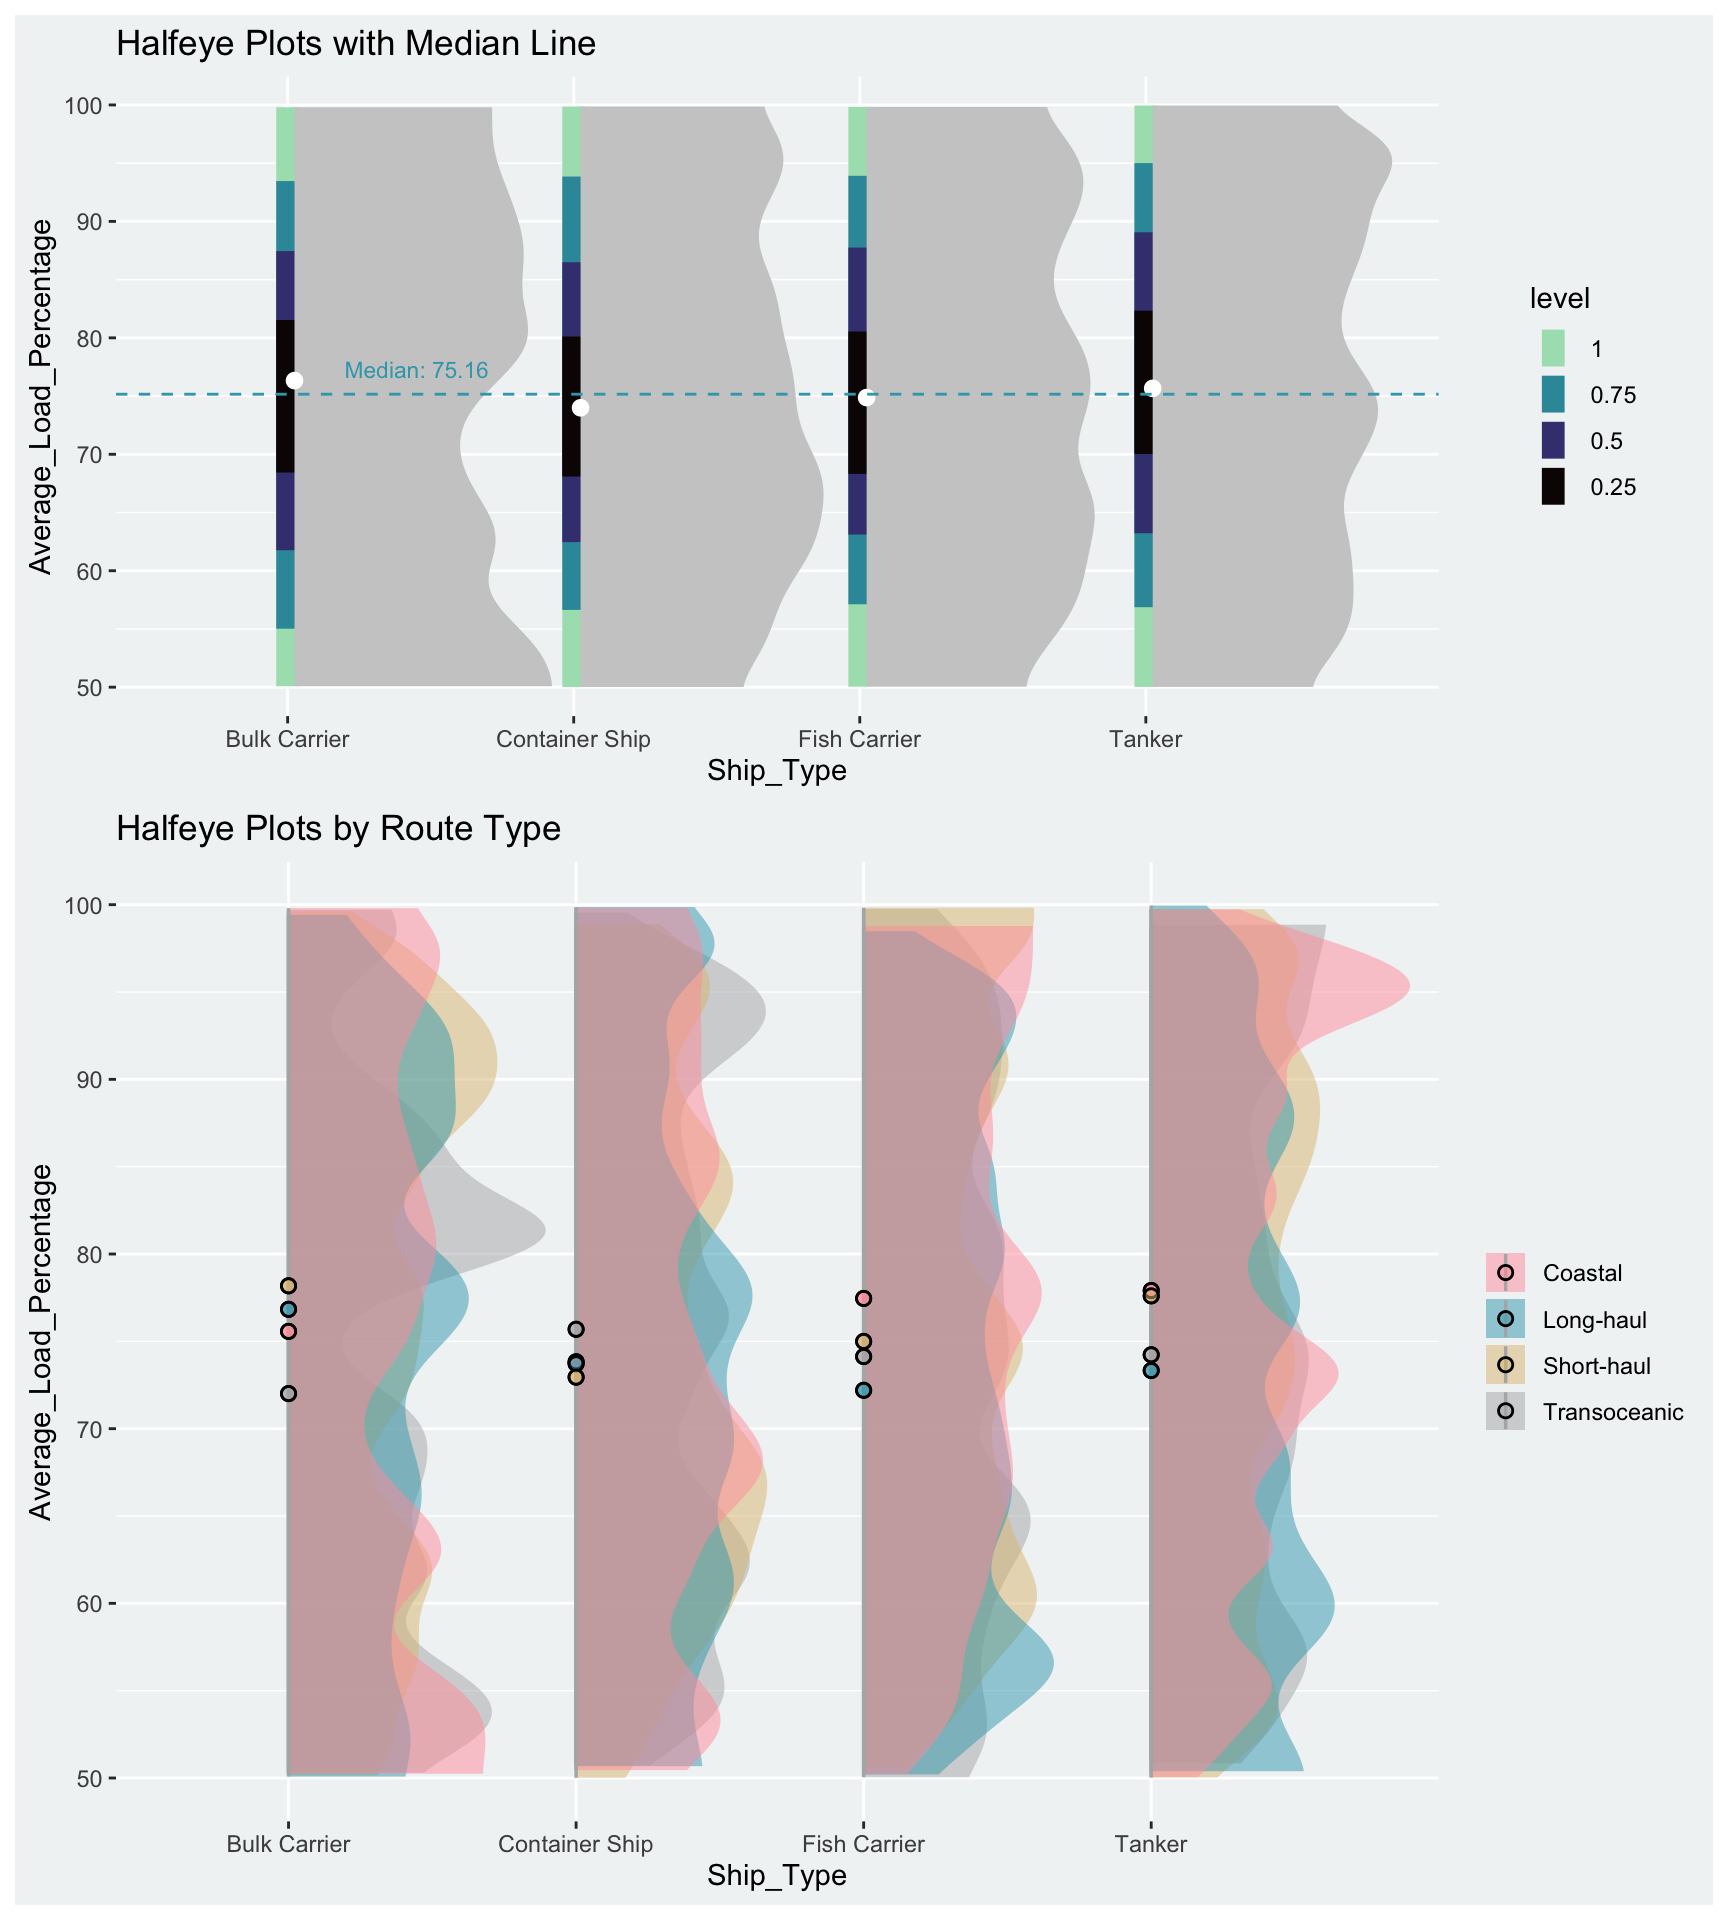 Halfeye Plots with Median Line
Average_Load_Percentage
100
90
80
70
60
50
Median: 75.16
Bulk Carrier
Container Ship
Fish Carrier
Tanker
Ship_Type
level
1
0.75
0.5
0.25
Halfeye Plots by Route Type
Average_Load_Percentage
100
90
80
70
60
50
Bulk Carrier
Container Ship
Fish Carrier
Tanker
Ship_Type
Coastal
Long-haul
Short-haul
Transoceanic